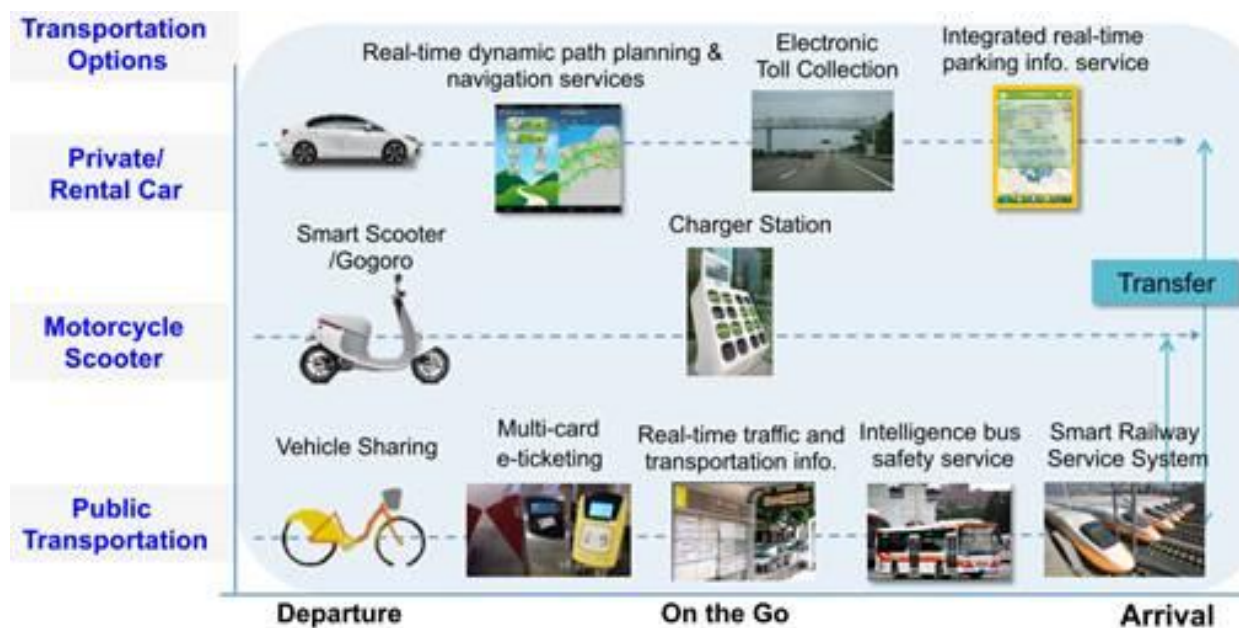 Transportation
Options
Real-time dynamic path planning &
navigation services
Electronic
Toll Collection
Integrated real-time
parking info. service
Private/
Rental Car
Smart Scooter
/Gogoro
Charger Station
Transfer
Motorcycle
Scooter
Vehicle Sharing
Multi-card
e-ticketing
Real-time traffic and
transportation info.
Intelligence bus
safety service
Smart Railway
Service System
Public
Transportation
Departure
On the Go
Arrival